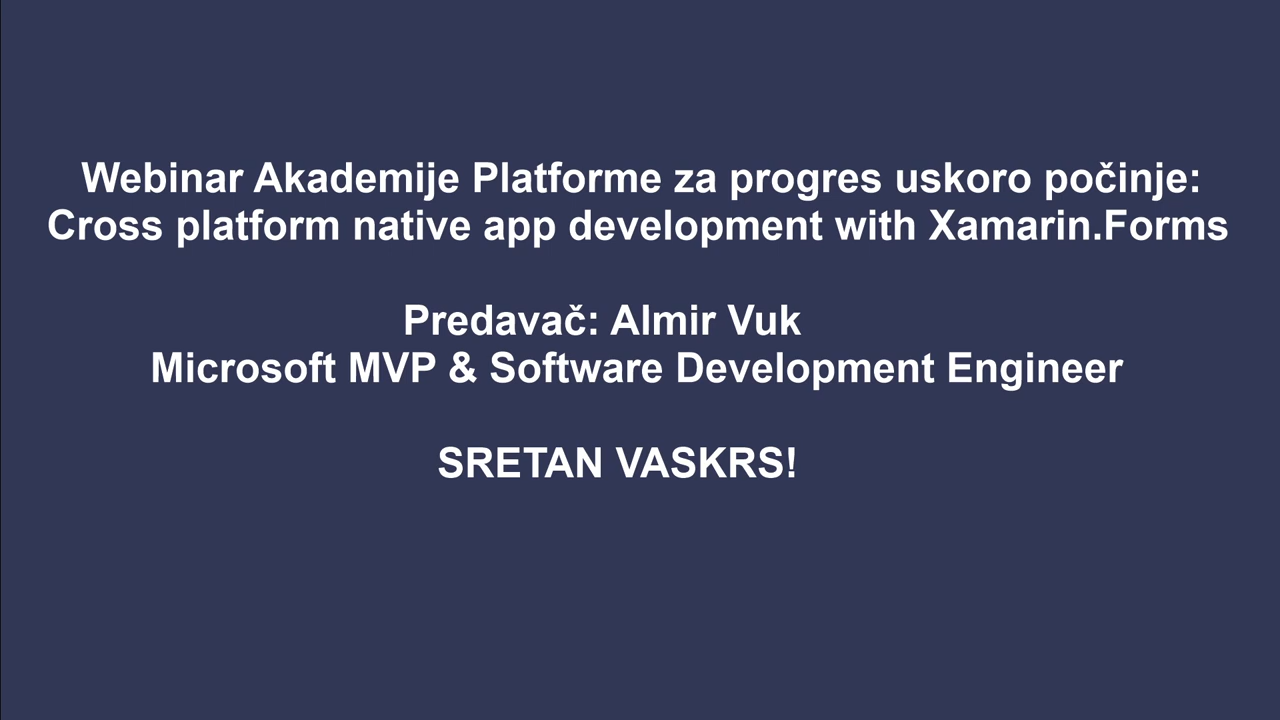 Webinar Akademije Platforme za progres uskoro počinje:
Cross platform native app development with Xamarin.Forms
Predavač: Almir Vuk
Microsoft MVP & Software Development Engineer
SRETAN VASKRS!